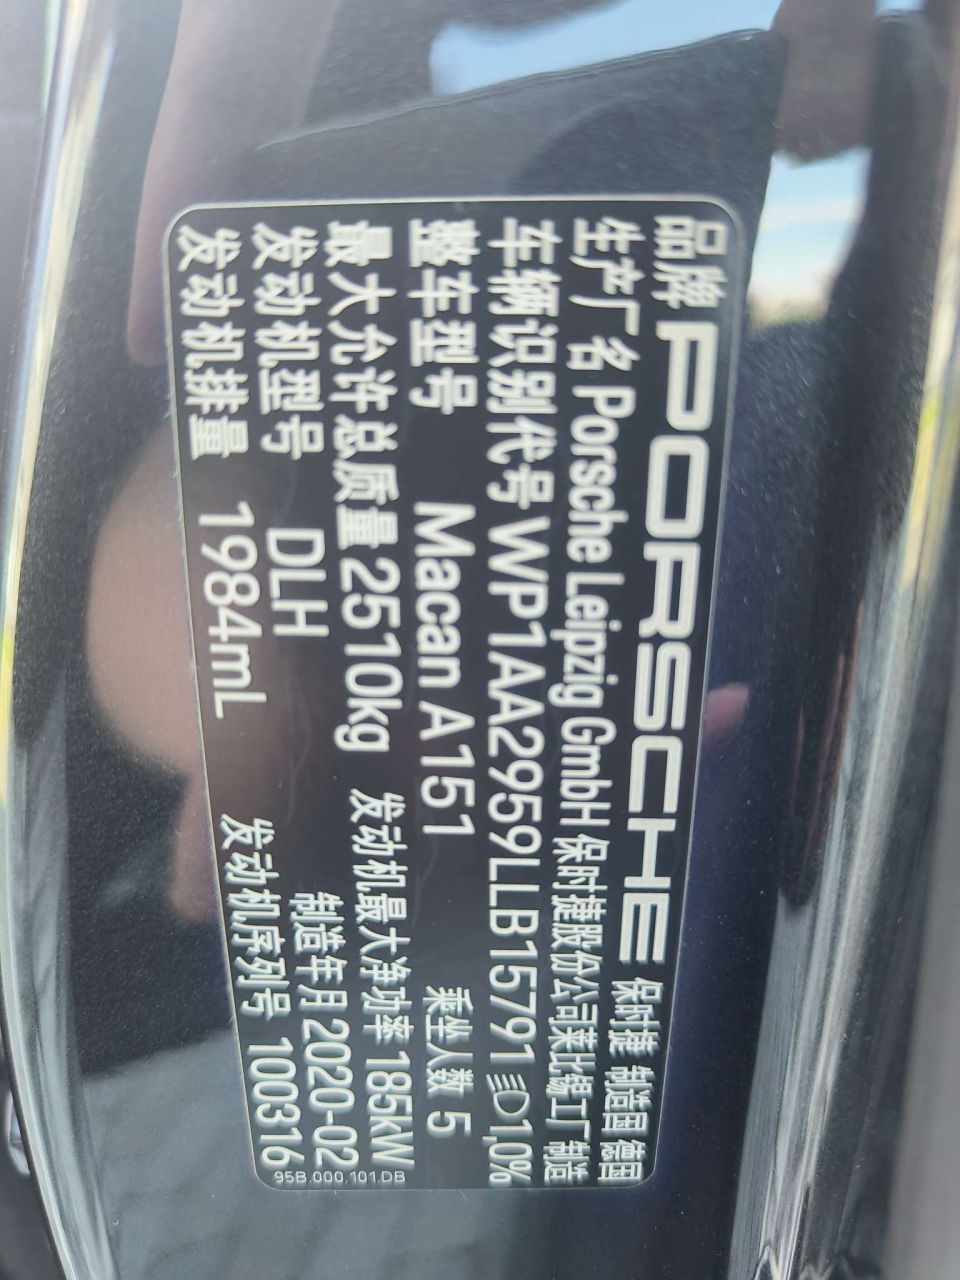 品牌 PORSCHE 保时捷 制造国 德国
生产厂名 Porsche Leipzig GmbH 保时捷股份公司莱比锡工厂 制造
车辆识别代号 WP1AA2959LLB15791 1,0%
整车型号 Macan A151 乘坐人数 5
最大允许总质量 2510kg 发动机最大净功率 185kW
发动机型号 DLH 制造年月 2020-02
发动机排量 1984mL 发动机序列号 100316
95B.000.101.DB